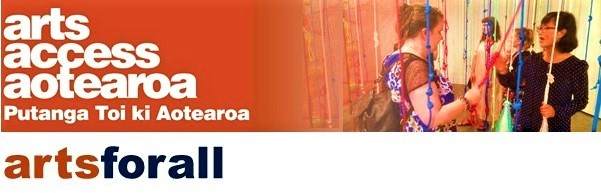 arts
access
aotearoa
Putanga Toi ki Aotearoa
artsforall